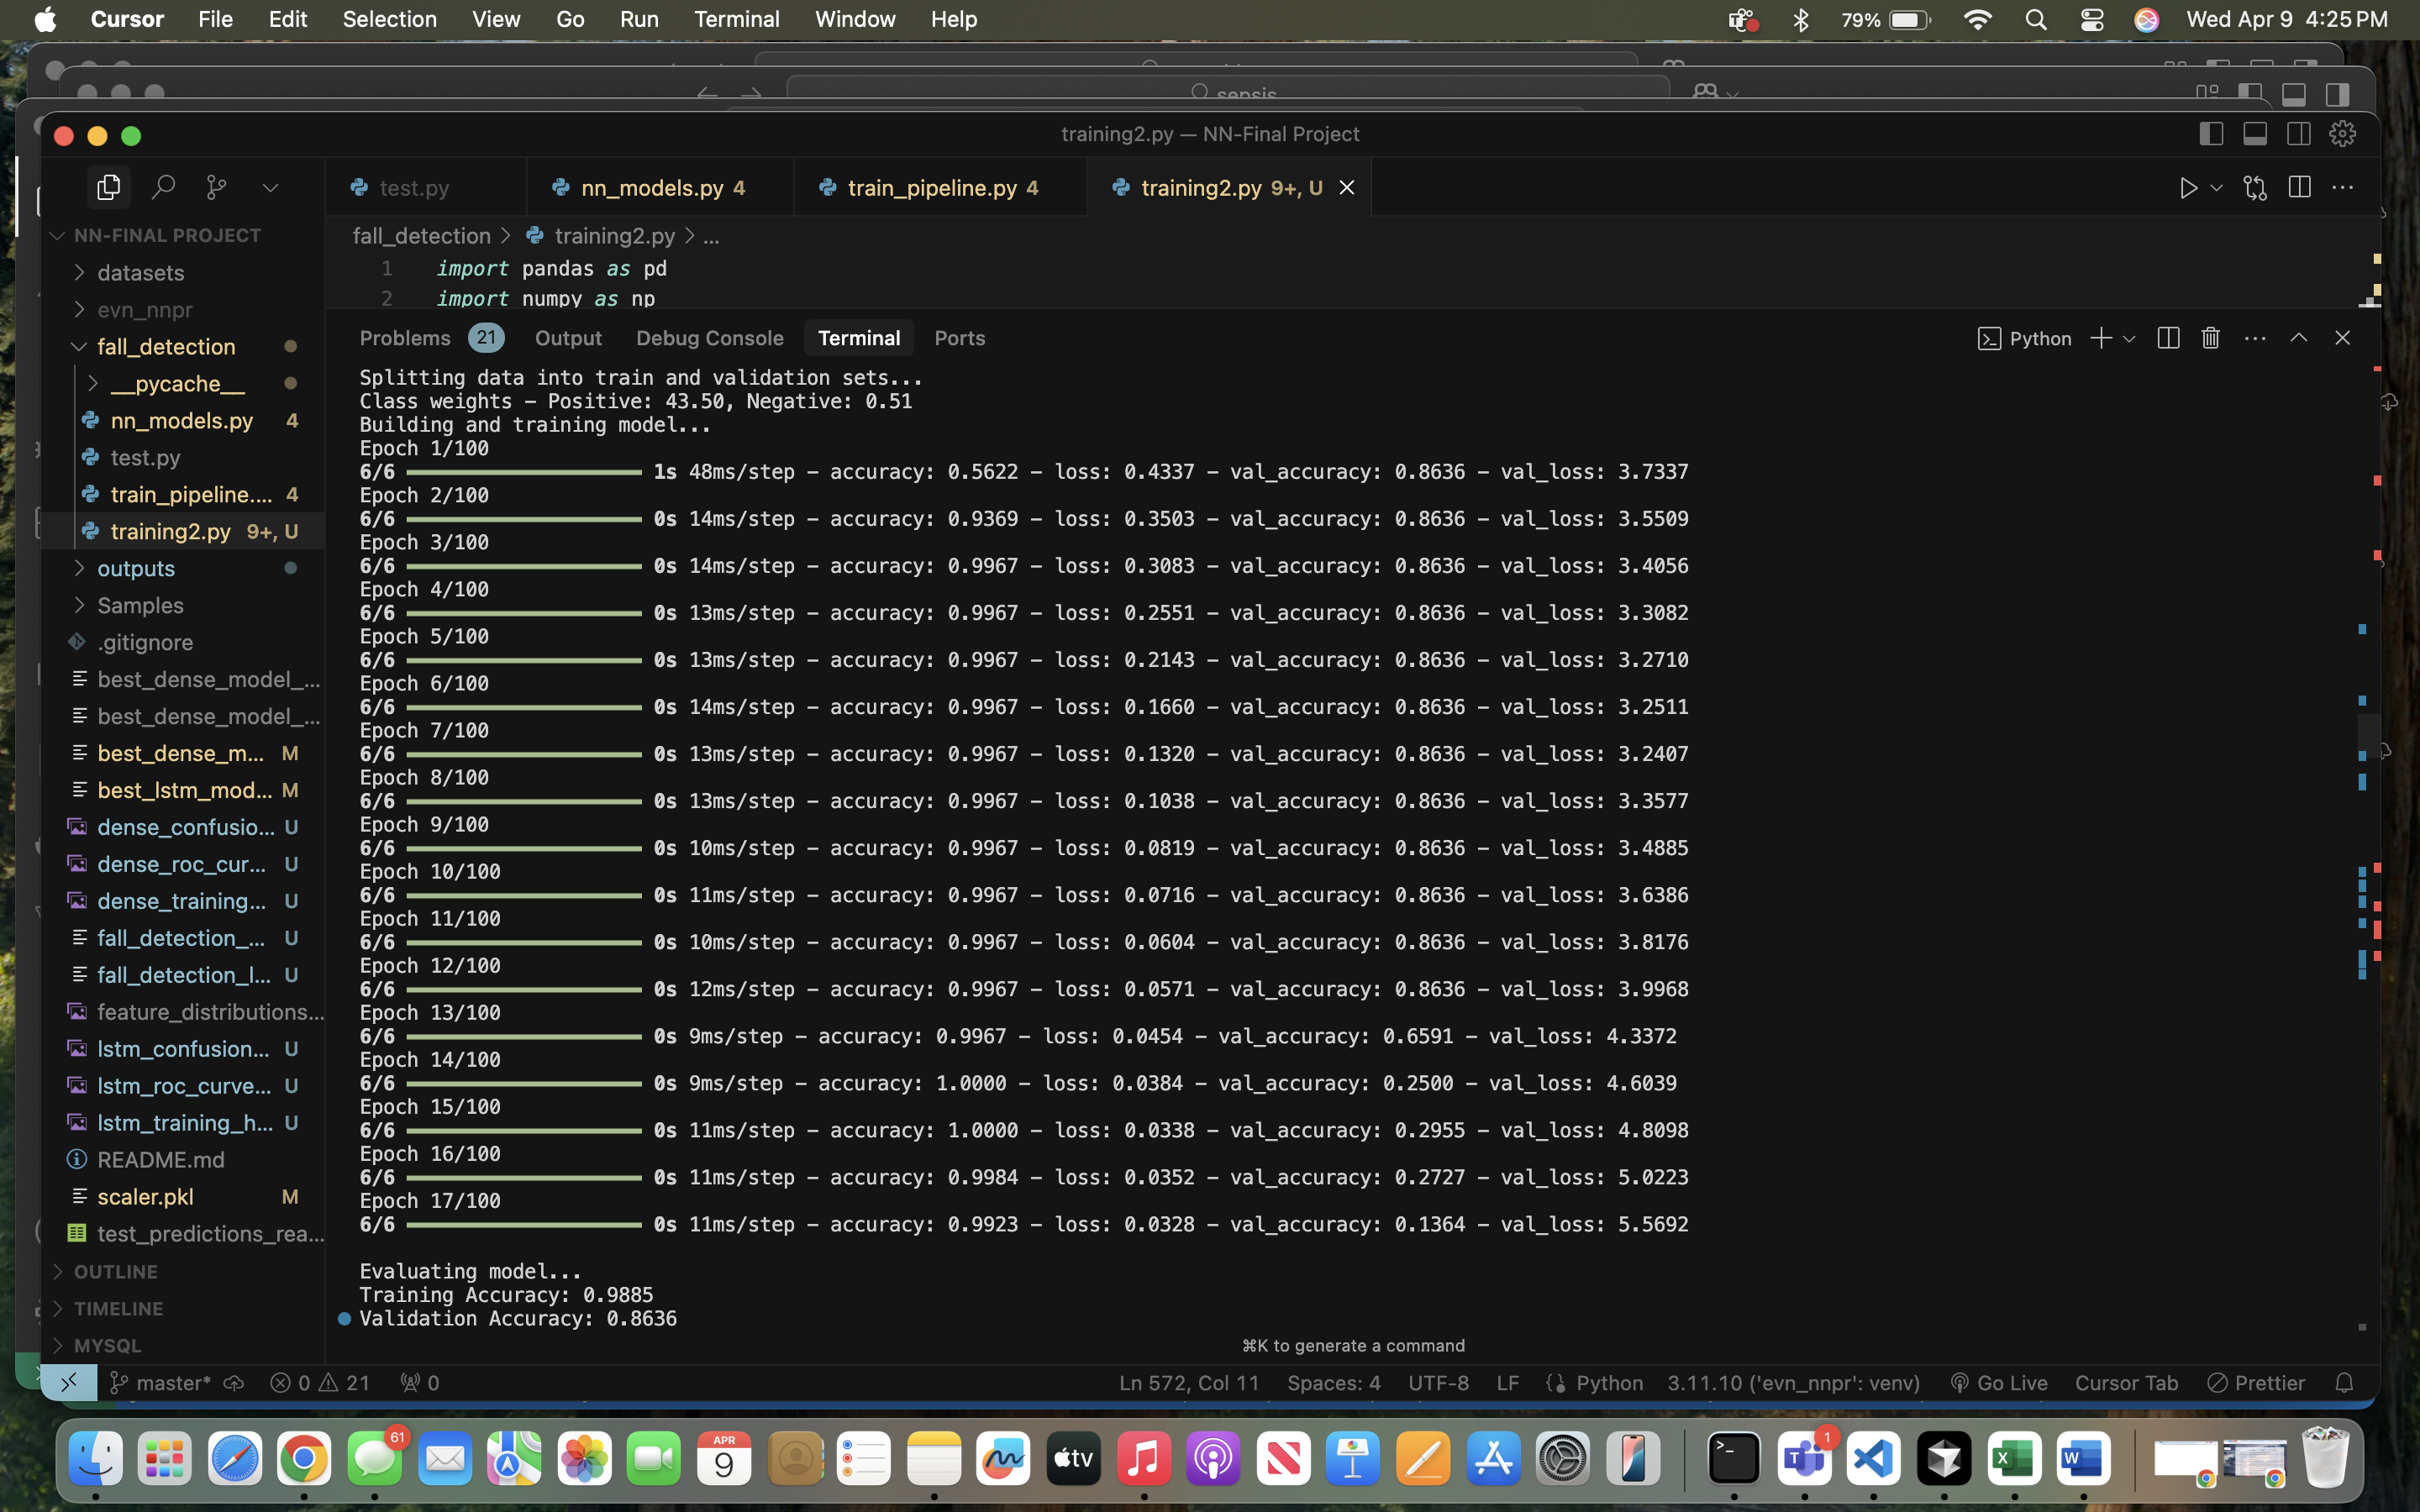 Cursor File Edit Selection View Go Run Terminal Window Help 79% Wed Apr 9 4:25 PM
sepsis
training2.py — NN-Final Project
test.py nn_models.py 4 train_pipeline.py 4 training2.py 9+, U
NN-FINAL PROJECT
datasets
evn_nnpr
fall_detection
__pycache__
nn_models.py 4
test.py
train_pipeline.... 4
training2.py 9+, U
outputs
Samples
.gitignore
best_dense_model_...
best_dense_model_...
best_dense_m... M
best_lstm_mod... M
dense_confusio... U
dense_roc_cur... U
dense_training... U
fall_detection_... U
fall_detection_l... U
feature_distributions...
lstm_confusion... U
lstm_roc_curve... U
lstm_training_h... U
README.md
scaler.pkl M
test_predictions_rea...
OUTLINE
TIMELINE
MYSQL
fall_detection > training2.py > ...
1 import pandas as pd
2 import numpy as np
Problems 21 Output Debug Console Terminal Ports Python
Splitting data into train and validation sets...
Class weights – Positive: 43.50, Negative: 0.51
Building and training model...
Epoch 1/100
6/6 1s 48ms/step – accuracy: 0.5622 – loss: 0.4337 – val_accuracy: 0.8636 – val_loss: 3.7337
Epoch 2/100
6/6 0s 14ms/step – accuracy: 0.9369 – loss: 0.3503 – val_accuracy: 0.8636 – val_loss: 3.5509
Epoch 3/100
6/6 0s 14ms/step – accuracy: 0.9967 – loss: 0.3083 – val_accuracy: 0.8636 – val_loss: 3.4056
Epoch 4/100
6/6 0s 13ms/step – accuracy: 0.9967 – loss: 0.2551 – val_accuracy: 0.8636 – val_loss: 3.3082
Epoch 5/100
6/6 0s 13ms/step – accuracy: 0.9967 – loss: 0.2143 – val_accuracy: 0.8636 – val_loss: 3.2710
Epoch 6/100
6/6 0s 14ms/step – accuracy: 0.9967 – loss: 0.1660 – val_accuracy: 0.8636 – val_loss: 3.2511
Epoch 7/100
6/6 0s 13ms/step – accuracy: 0.9967 – loss: 0.1320 – val_accuracy: 0.8636 – val_loss: 3.2407
Epoch 8/100
6/6 0s 13ms/step – accuracy: 0.9967 – loss: 0.1038 – val_accuracy: 0.8636 – val_loss: 3.3577
Epoch 9/100
6/6 0s 10ms/step – accuracy: 0.9967 – loss: 0.0819 – val_accuracy: 0.8636 – val_loss: 3.4885
Epoch 10/100
6/6 0s 11ms/step – accuracy: 0.9967 – loss: 0.0716 – val_accuracy: 0.8636 – val_loss: 3.6386
Epoch 11/100
6/6 0s 10ms/step – accuracy: 0.9967 – loss: 0.0604 – val_accuracy: 0.8636 – val_loss: 3.8176
Epoch 12/100
6/6 0s 12ms/step – accuracy: 0.9967 – loss: 0.0571 – val_accuracy: 0.8636 – val_loss: 3.9968
Epoch 13/100
6/6 0s 9ms/step – accuracy: 0.9967 – loss: 0.0454 – val_accuracy: 0.6591 – val_loss: 4.3372
Epoch 14/100
6/6 0s 9ms/step – accuracy: 1.0000 – loss: 0.0384 – val_accuracy: 0.2500 – val_loss: 4.6039
Epoch 15/100
6/6 0s 11ms/step – accuracy: 1.0000 – loss: 0.0338 – val_accuracy: 0.2955 – val_loss: 4.8098
Epoch 16/100
6/6 0s 11ms/step – accuracy: 0.9984 – loss: 0.0352 – val_accuracy: 0.2727 – val_loss: 5.0223
Epoch 17/100
6/6 0s 11ms/step – accuracy: 0.9923 – loss: 0.0328 – val_accuracy: 0.1364 – val_loss: 5.5692
Evaluating model...
Training Accuracy: 0.9885
Validation Accuracy: 0.8636
⌘K to generate a command
master* 0 21 0 Ln 572, Col 11 Spaces: 4 UTF-8 LF Python 3.11.10 ('evn_nnpr': venv) Go Live Cursor Tab Prettier
61 APR 9 tv 1